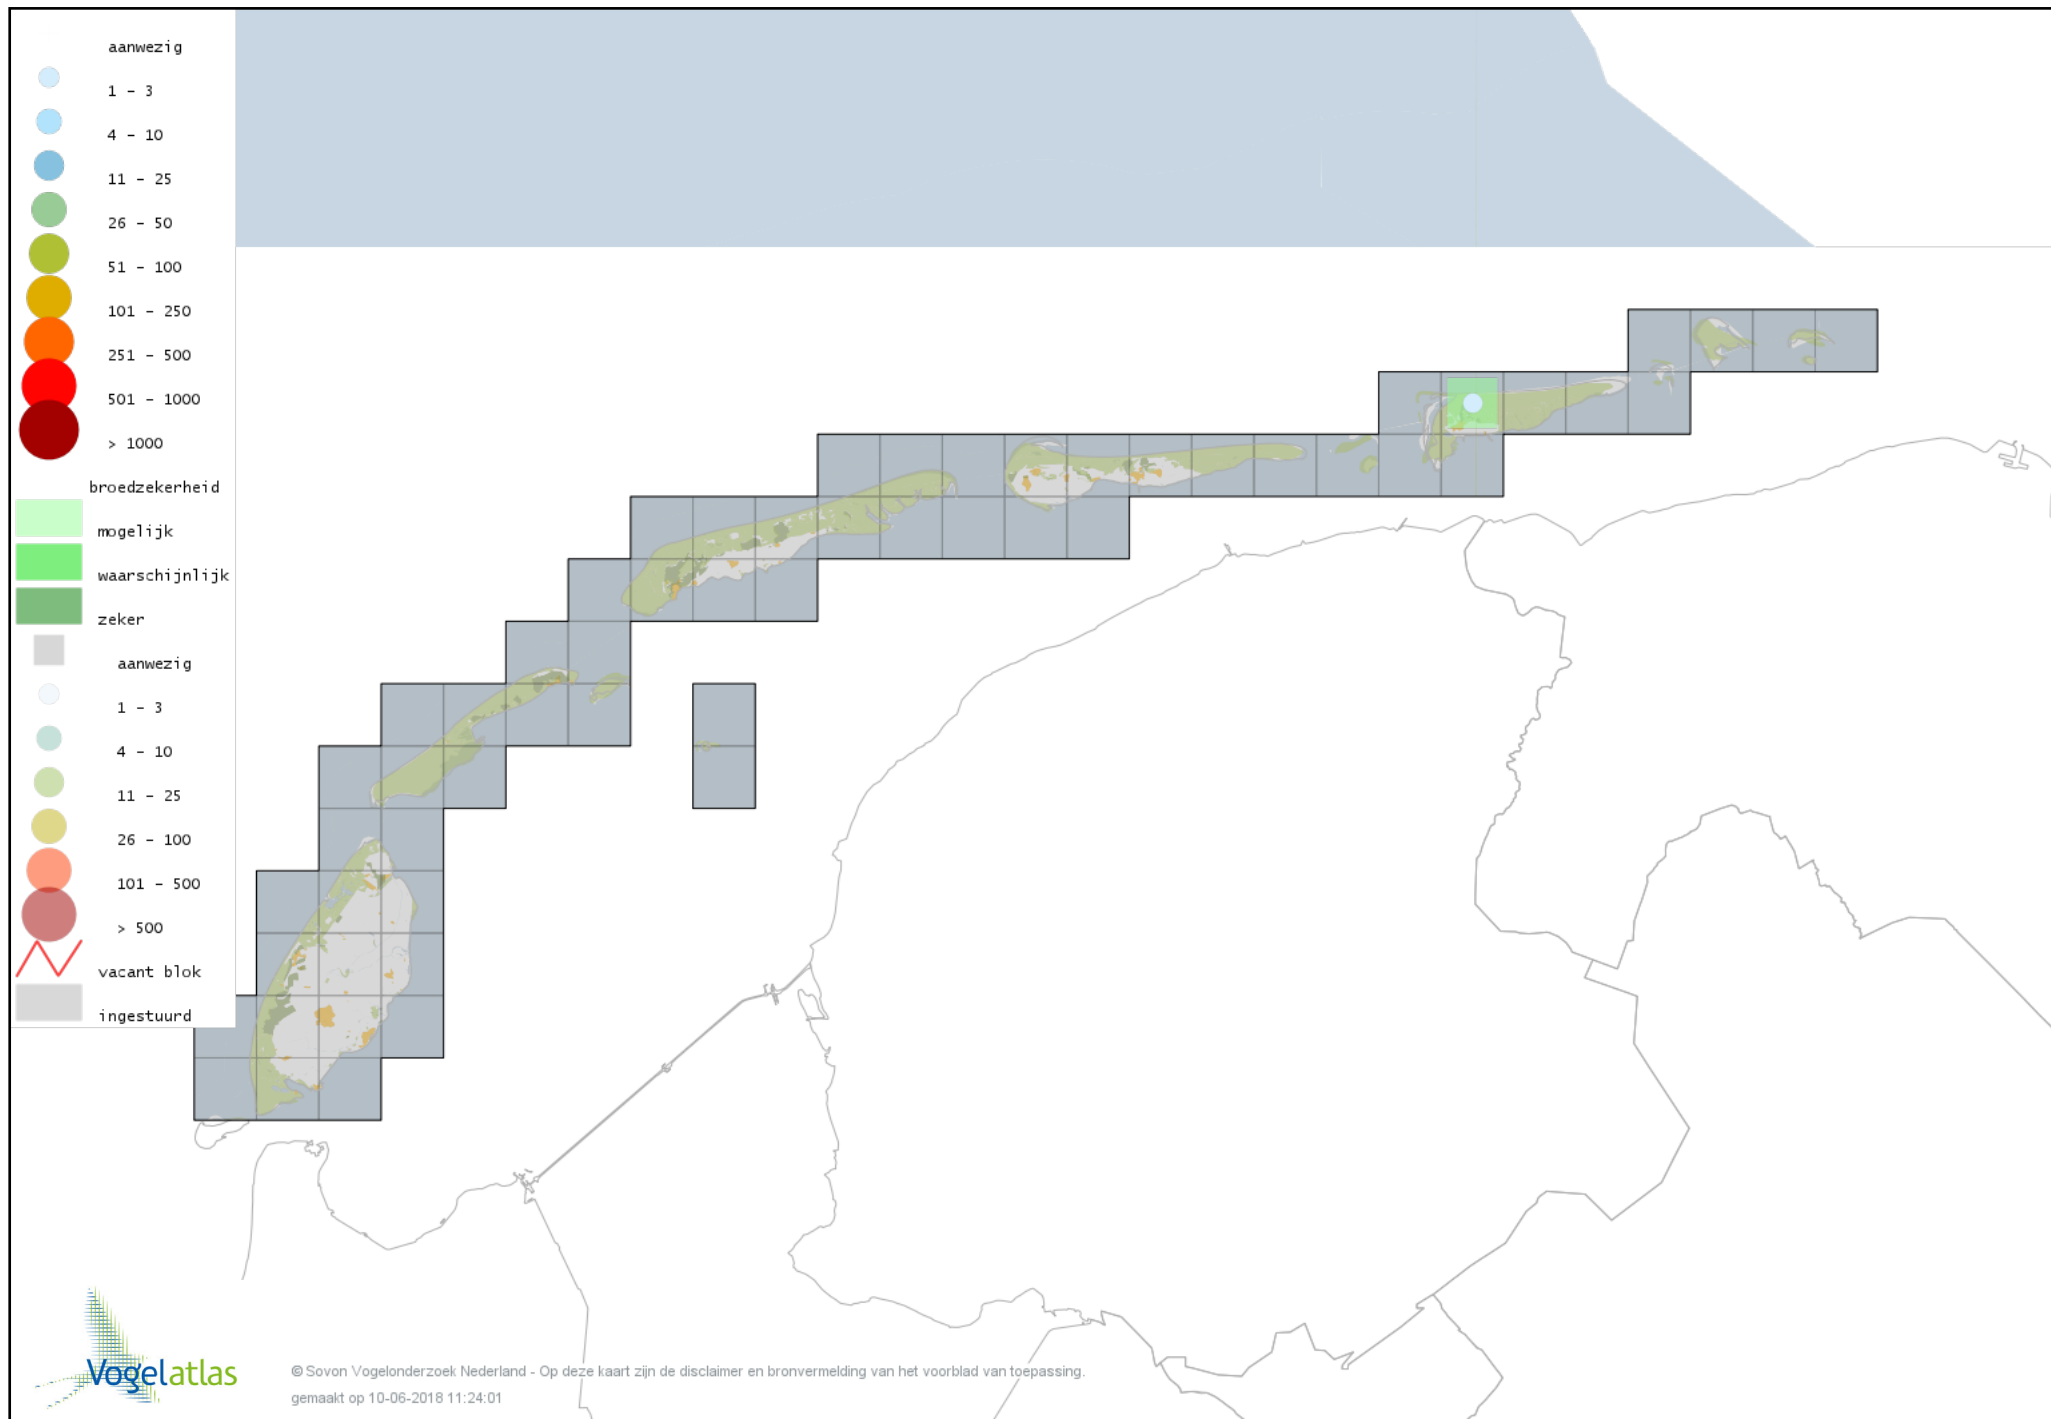 aanwezig
1 - 3
4 - 10
11 - 25
26 - 50
51 - 100
101 - 250
251 - 500
501 - 1000
> 1000
broedzekerheid
mogelijk
waarschijnlijk
zeker
aanwezig
1 - 3
4 - 10
11 - 25
26 - 100
101 - 500
> 500
vacant blok
ingestuurd
Vogelatlas
© Sovon Vogelonderzoek Nederland - Op deze kaart zijn de disclaimer en bronvermelding van het voorblad van toepassing.
gemaakt op 10-06-2018 11:24:01